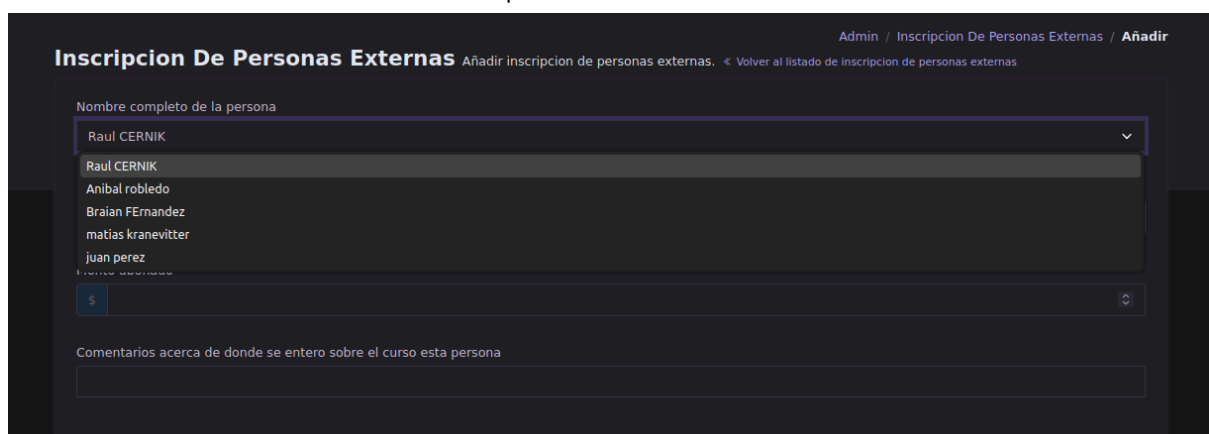 Admin / Inscripcion De Personas Externas / Añadir
Inscripcion De Personas Externas Añadir inscripcion de personas externas. « Volver al listado de inscripcion de personas externas
Nombre completo de la persona
Raul CERNIK
Raul CERNIK
Anibal robledo
Braian FErnandez
matias kranevitter
juan perez
$
Comentarios acerca de donde se entero sobre el curso esta persona